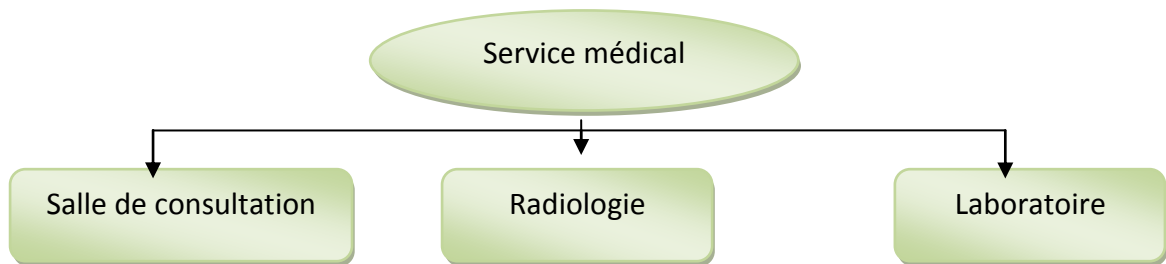 Service médical
Salle de consultation
Radiologie
Laboratoire